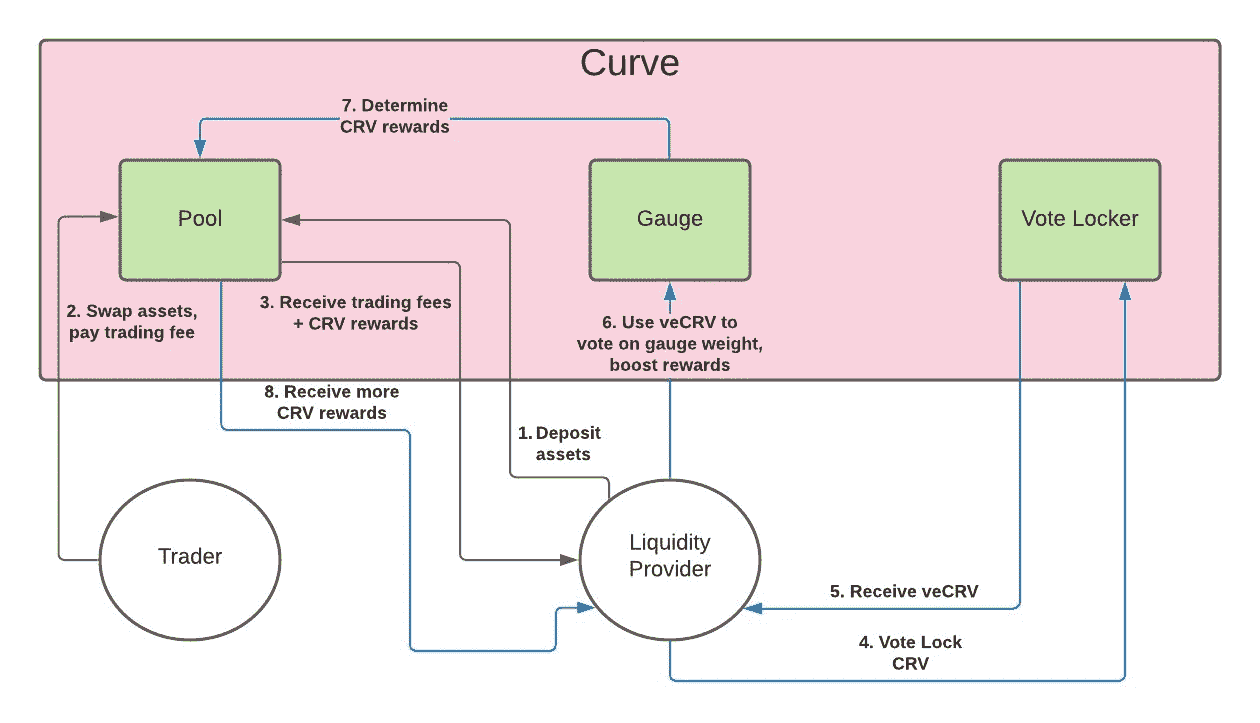 Curve
7. Determine
CRV rewards
Pool
Gauge
Vote Locker
2. Swap assets,
pay trading fee
3. Receive trading fees
+ CRV rewards
6. Use veCRV to
vote on gauge weight,
boost rewards
8. Receive more
CRV rewards
1. Deposit
assets
Trader
Liquidity
Provider
5. Receive veCRV
4. Vote Lock
CRV